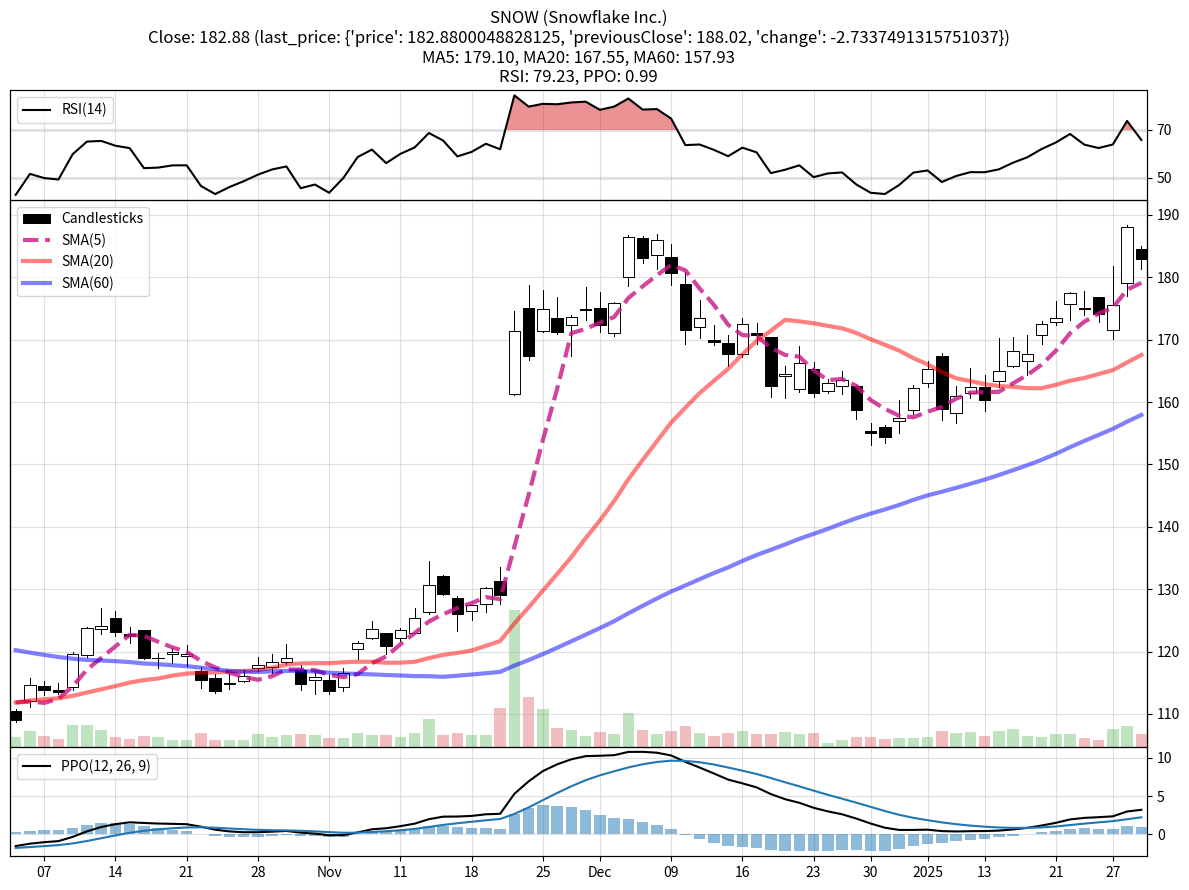 SNOW (Snowflake Inc.)
Close: 182.88 (last_price: {'price': 182.8800048828125, 'previousClose': 188.02, 'change': -2.7337491315751037})
MA5: 179.10, MA20: 167.55, MA60: 157.93
RSI: 79.23, PPO: 0.99
RSI(14)
70
50
Candlesticks
SMA(5)
SMA(20)
SMA(60)
190
180
170
160
150
140
130
120
110
PPO(12, 26, 9)
10
5
0
07 14 21 28 Nov 11 18 25 Dec 09 16 23 30 2025 13 21 27